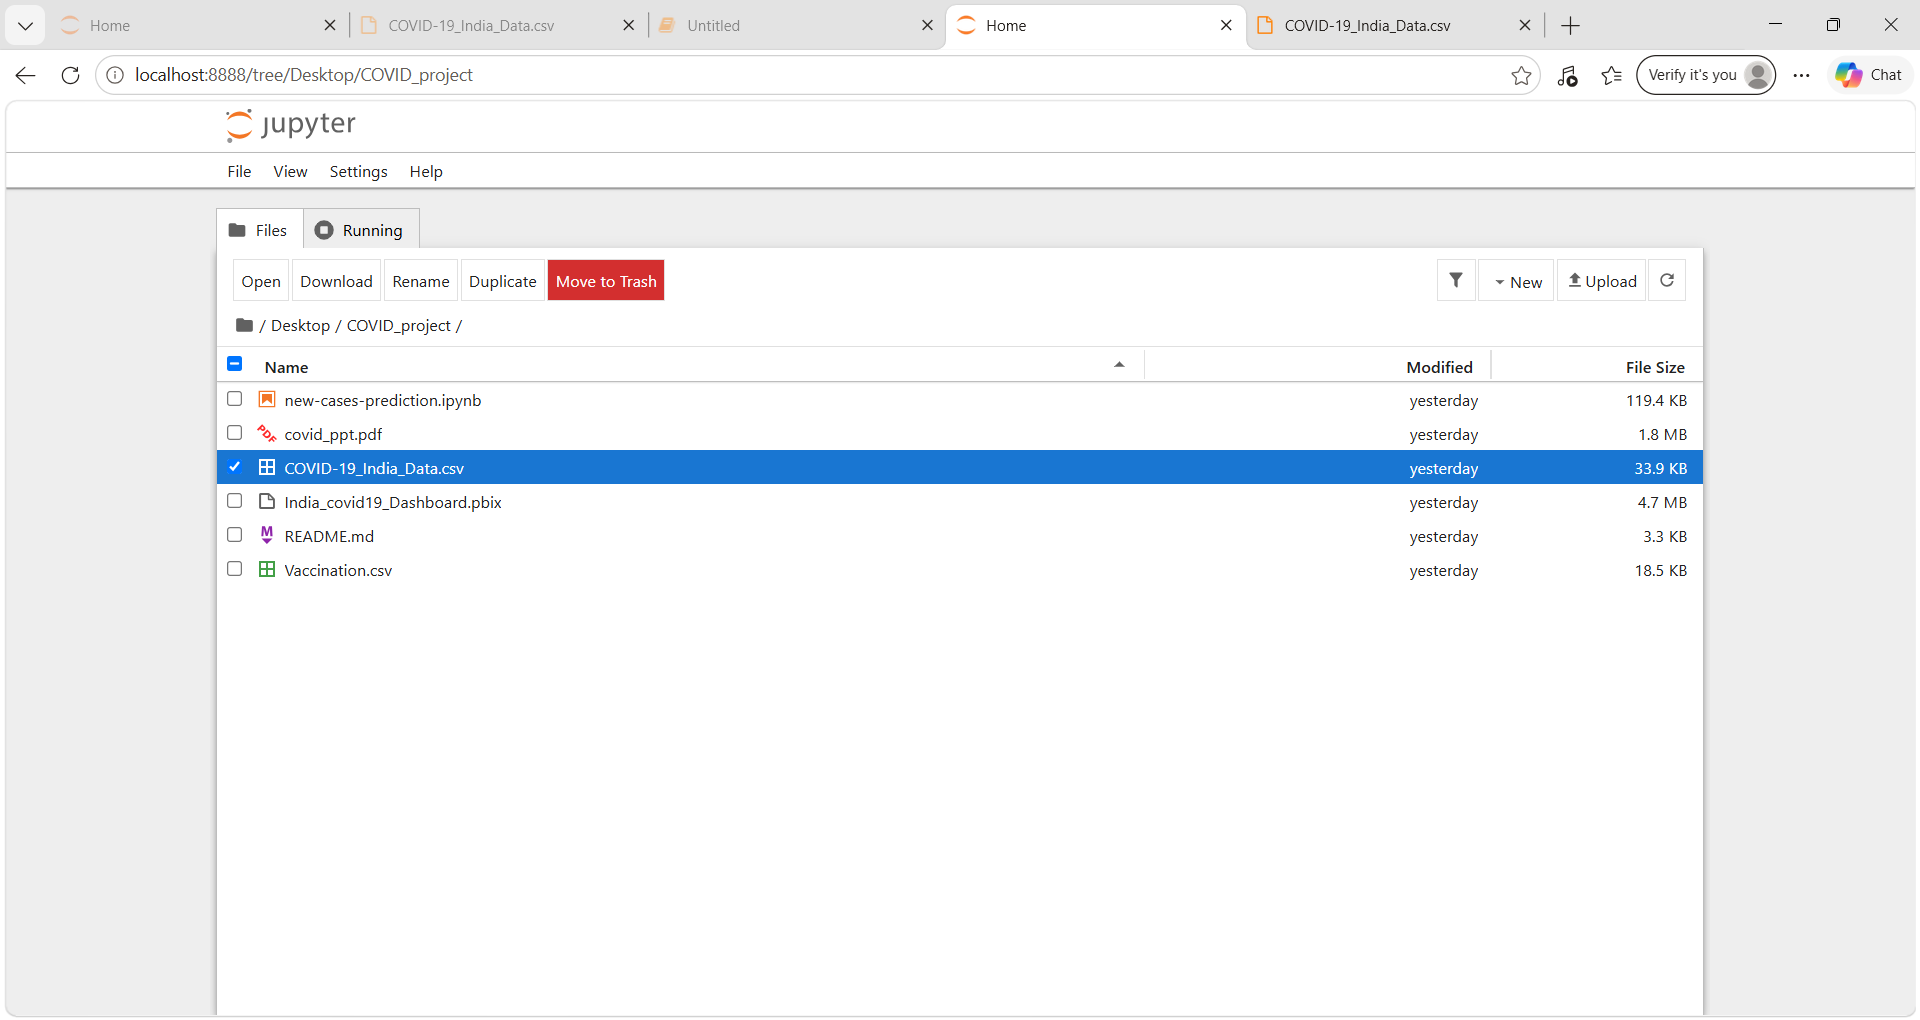 Home COVID-19_India_Data.csv Untitled Home COVID-19_India_Data.csv
localhost:8888/tree/Desktop/COVID_project Verify it's you Chat
jupyter
File View Settings Help
Files Running
Open Download Rename Duplicate Move to Trash New Upload
/ Desktop / COVID_project /
Name Modified File Size
new-cases-prediction.ipynb yesterday 119.4 KB
PDF covid_ppt.pdf yesterday 1.8 MB
COVID-19_India_Data.csv yesterday 33.9 KB
India_covid19_Dashboard.pbix yesterday 4.7 MB
M README.md yesterday 3.3 KB
Vaccination.csv yesterday 18.5 KB